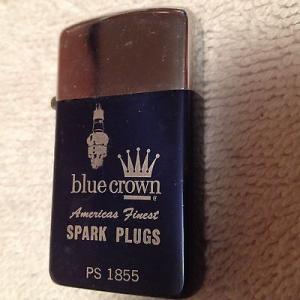 blue crown
Americas Finest
SPARK PLUGS
PS 1855